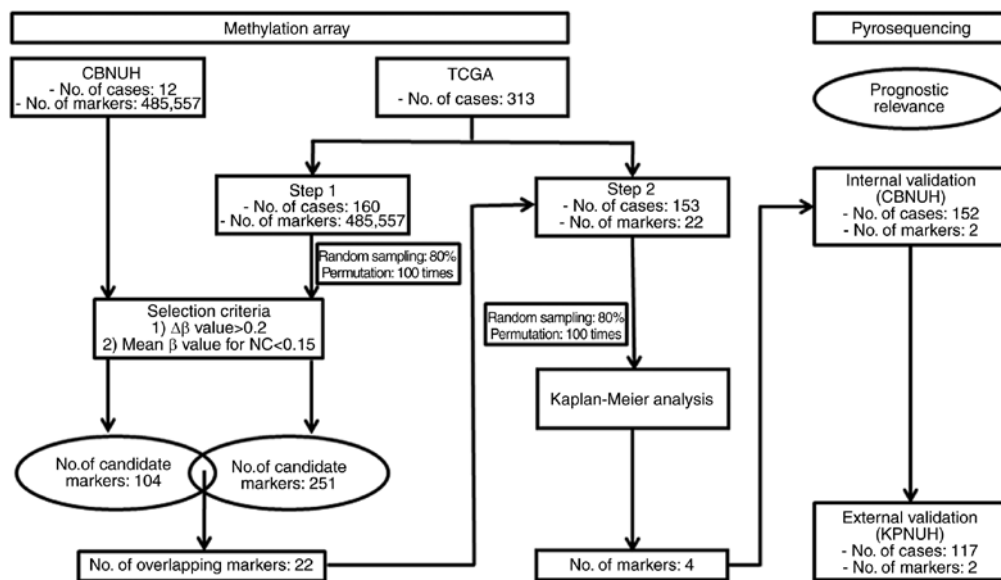 Methylation array
Pyrosequencing
CBNUH
- No. of cases: 12
- No. of markers: 485,557
TCGA
- No. of cases: 313
Prognostic
relevance
Step 1
- No. of cases: 160
- No. of markers: 485,557
Step 2
- No. of cases: 153
- No. of markers: 22
Internal validation
(CBNUH)
- No. of cases: 152
- No. of markers: 2
Random sampling: 80%
Permutation: 100 times
Selection criteria
1) Δβ value>0.2
2) Mean β value for NC<0.15
Random sampling: 80%
Permutation: 100 times
Kaplan-Meier analysis
No.of candidate
markers: 104
No.of candidate
markers: 251
No. of overlapping markers: 22
No. of markers: 4
External validation
(KPNUH)
- No. of cases: 117
- No. of markers: 2